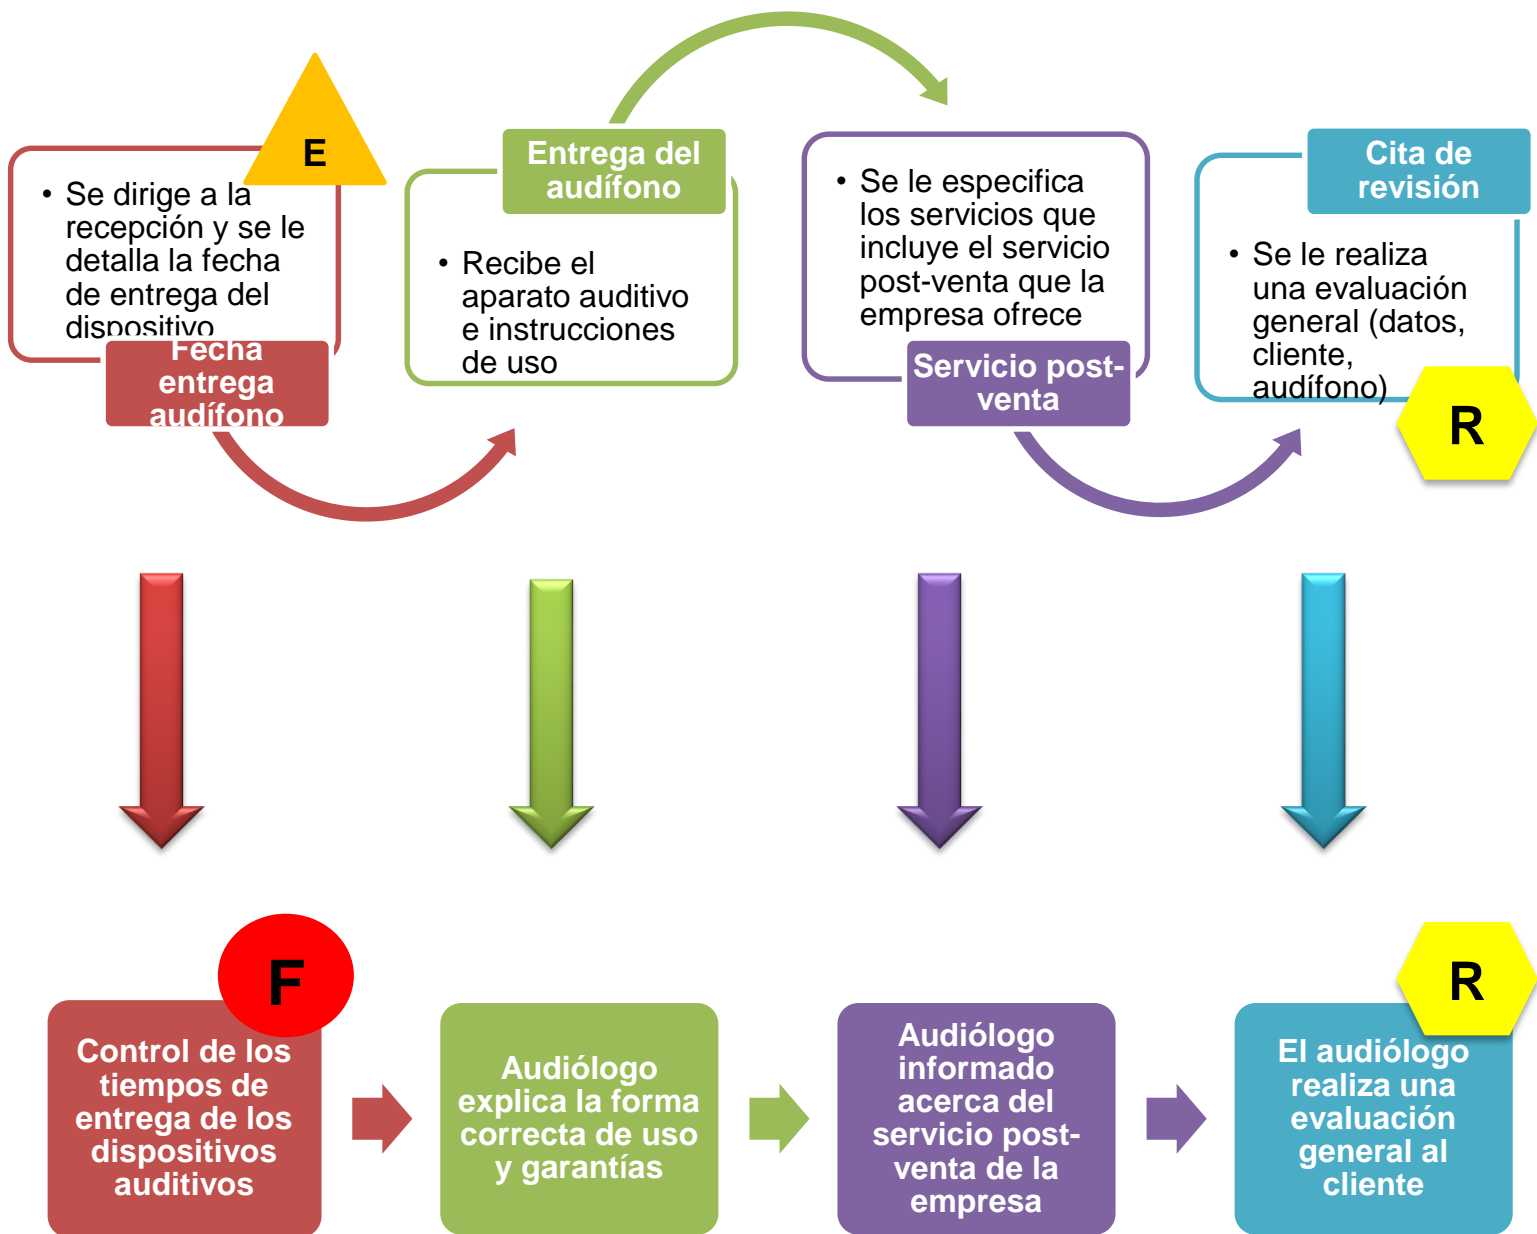 E
• Se dirige a la
recepción y se le
detalla la fecha
de entrega del
dispositivo
Fecha
entrega
audífono
Entrega del
audífono
• Recibe el
aparato auditivo
e instrucciones
de uso
• Se le especifica
los servicios que
incluye el servicio
post-venta que la
empresa ofrece
Servicio post-
venta
Cita de
revisión
• Se le realiza
una evaluación
general (datos,
cliente,
audífono)
R
F
Control de los
tiempos de
entrega de los
dispositivos
auditivos
Audiólogo
explica la forma
correcta de uso
y garantías
Audiólogo
informado
acerca del
servicio post-
venta de la
empresa
R
El audiólogo
realiza una
evaluación
general al
cliente